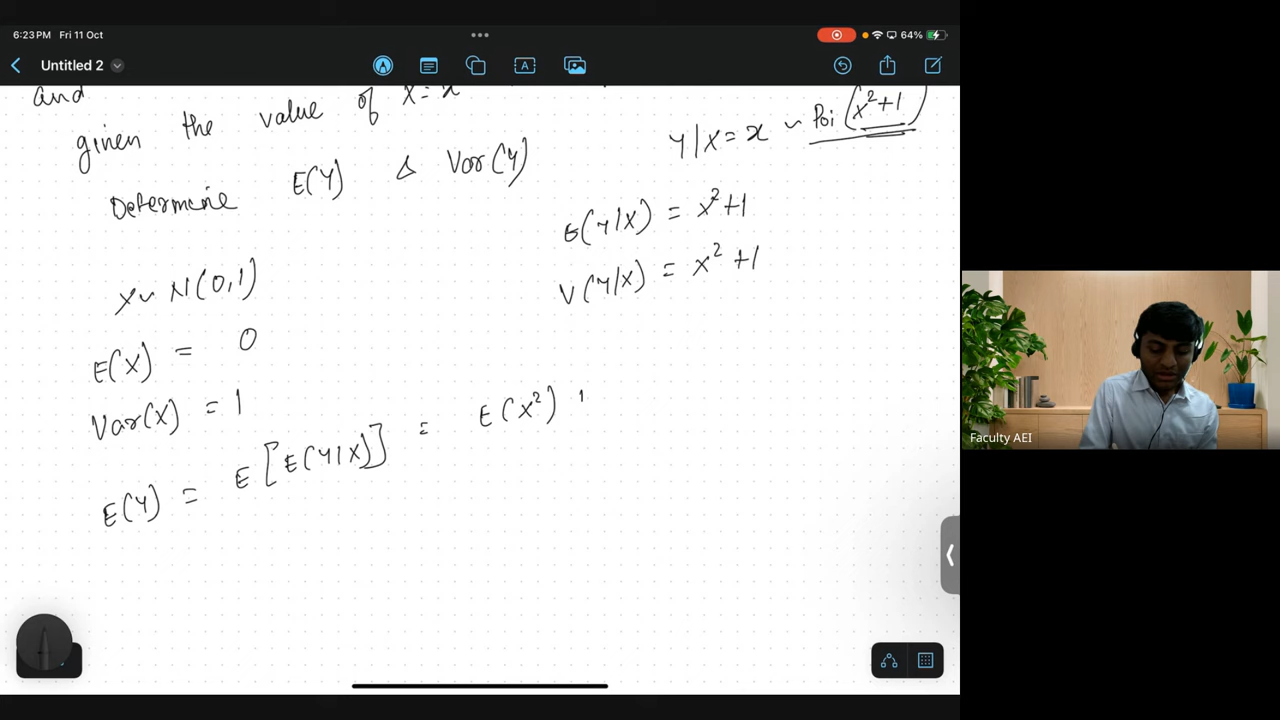 6:23 PM Fri 11 Oct
64%
Untitled 2
A
and
given the value of X = x
Y|X = x ~ Poi (x²+1)
Determine E(Y) & Var(Y)
E(Y|X) = x²+1
V(Y|X) = x²+1
X ~ N(0,1)
E(X) = 0
Var(X) = 1
E(Y) = E[E(Y|X)] = E(X²)
Faculty AEI